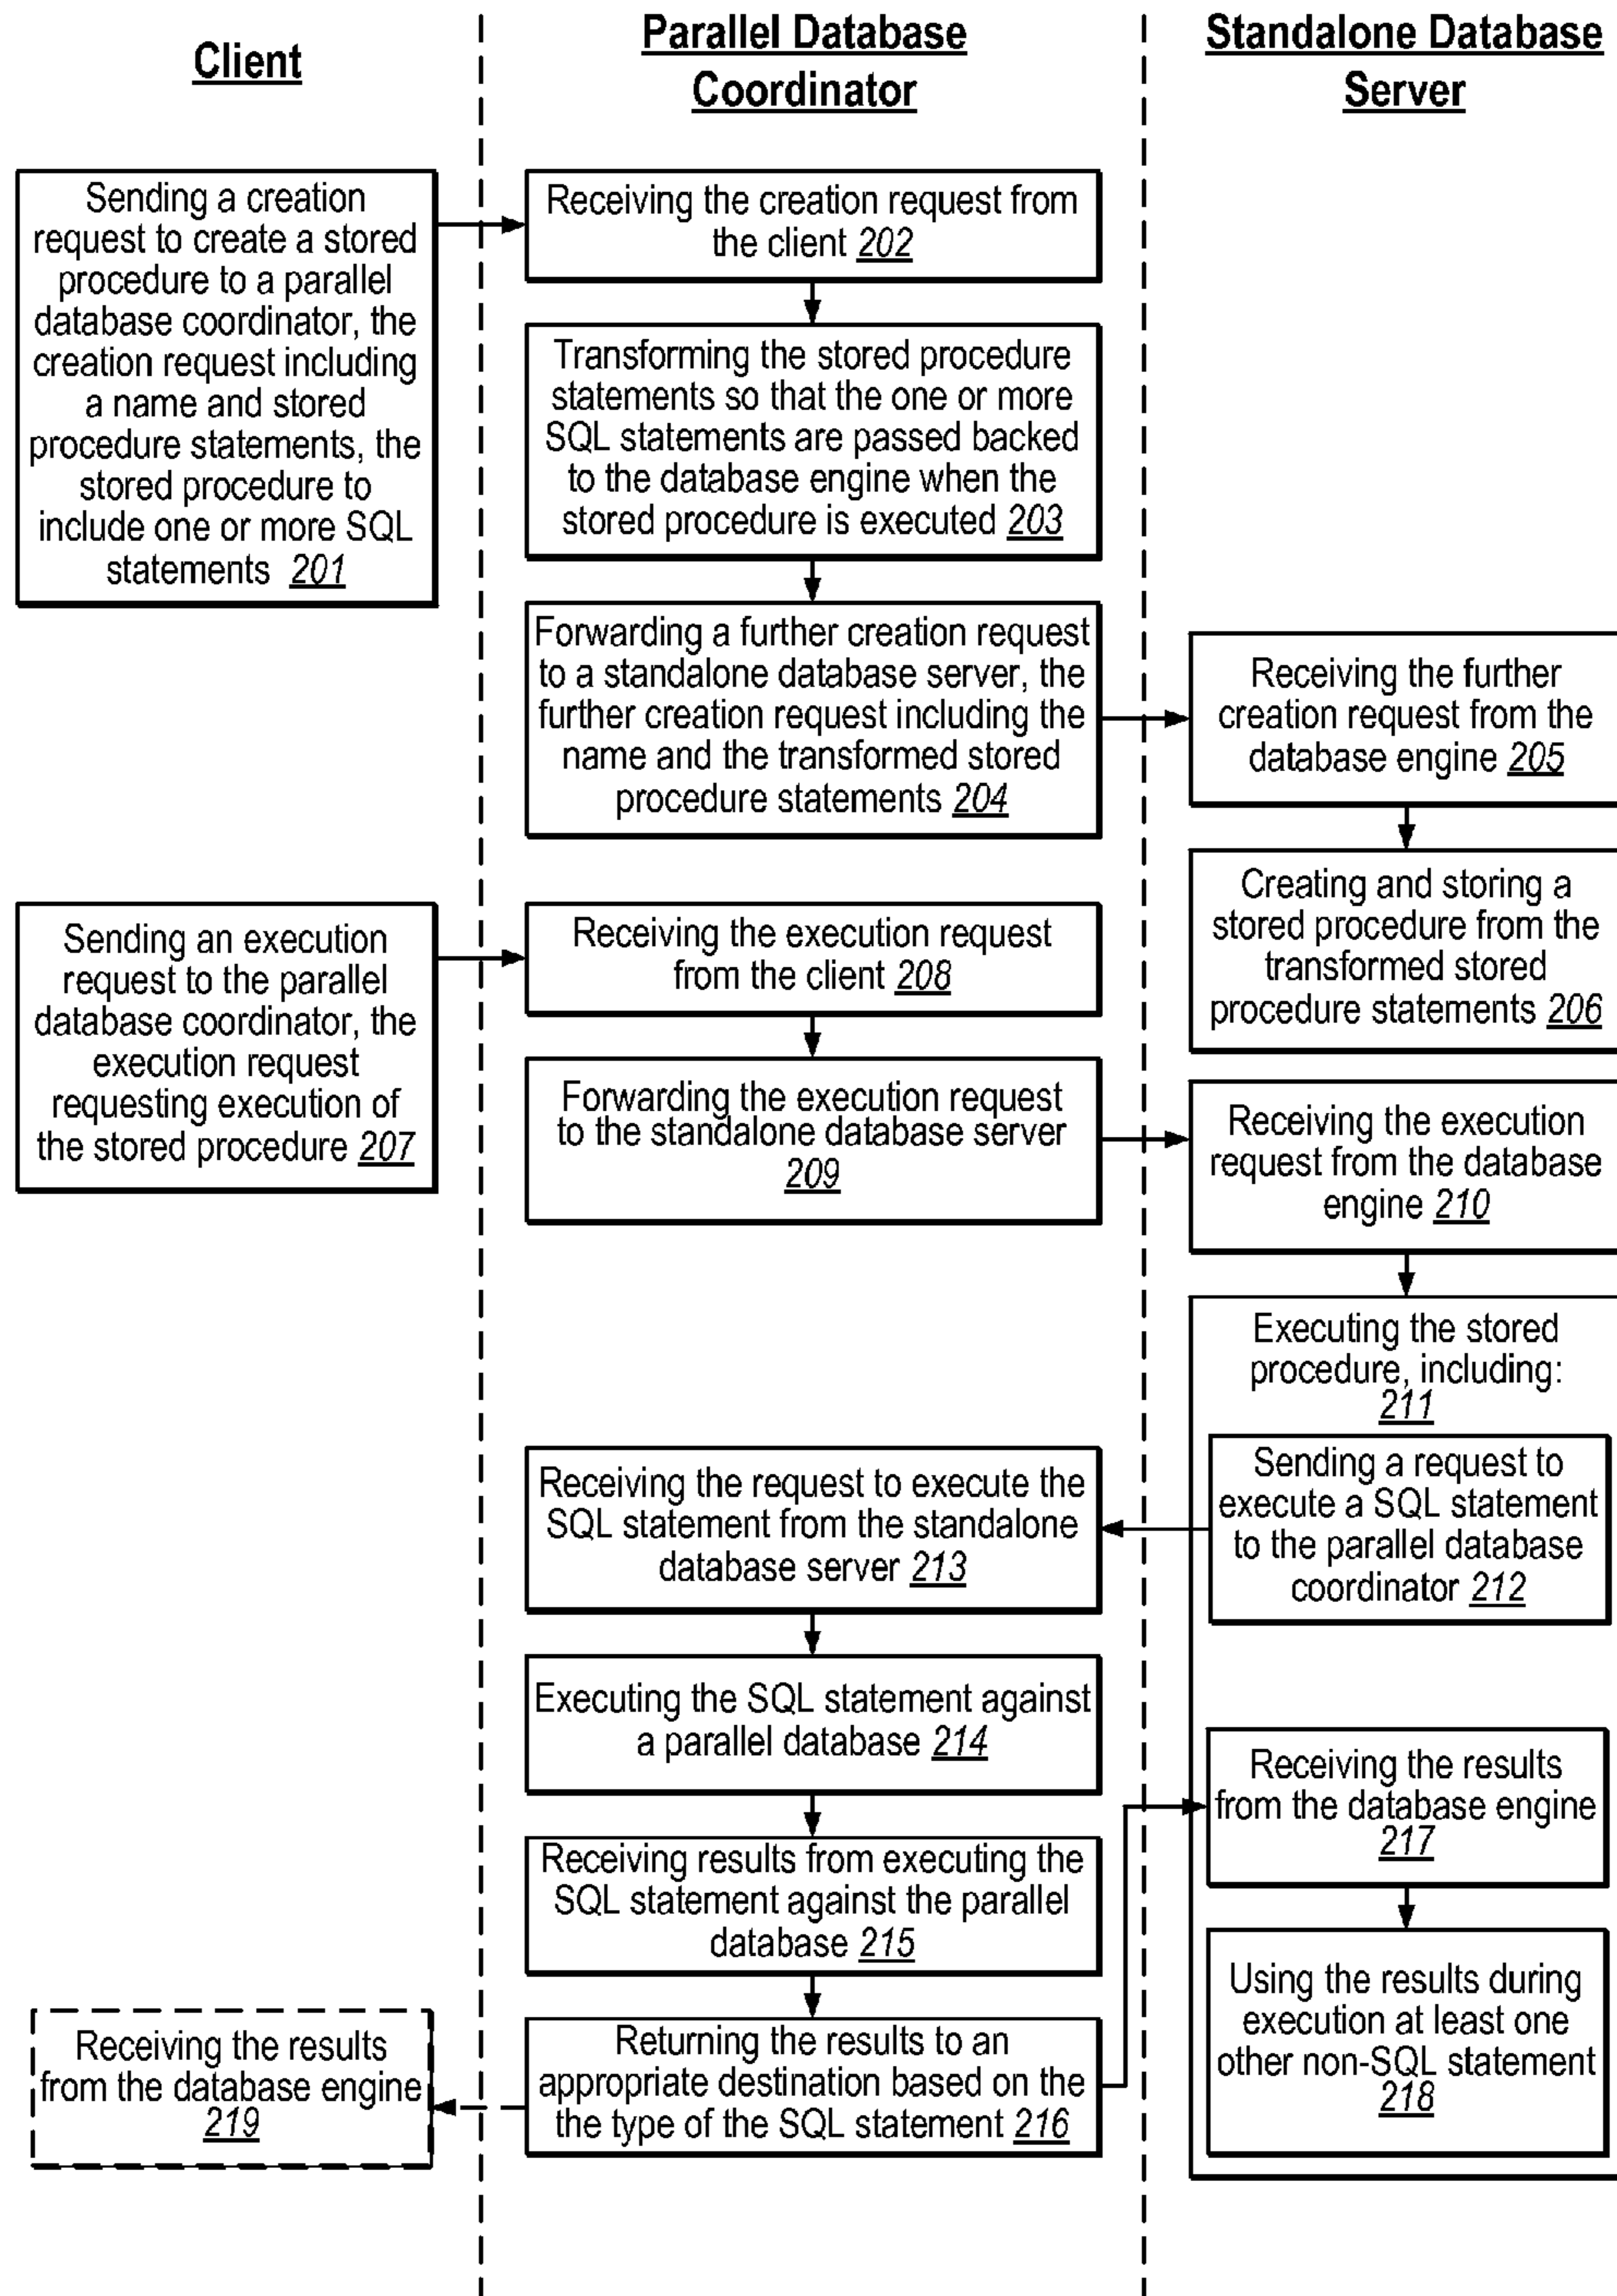 Client
Parallel Database
Coordinator
Standalone Database
Server
Sending a creation
request to create a stored
procedure to a parallel
database coordinator, the
creation request including
a name and stored
procedure statements, the
stored procedure to
include one or more SQL
statements 201
Receiving the creation request from
the client 202
Transforming the stored procedure
statements so that the one or more
SQL statements are passed backed
to the database engine when the
stored procedure is executed 203
Forwarding a further creation request
to a standalone database server, the
further creation request including the
name and the transformed stored
procedure statements 204
Receiving the further
creation request from the
database engine 205
Creating and storing a
stored procedure from the
transformed stored
procedure statements 206
Sending an execution
request to the parallel
database coordinator, the
execution request
requesting execution of
the stored procedure 207
Receiving the execution request
from the client 208
Forwarding the execution request
to the standalone database server
209
Receiving the execution
request from the database
engine 210
Executing the stored
procedure, including:
211
Sending a request to
execute a SQL statement
to the parallel database
coordinator 212
Receiving the request to execute the
SQL statement from the standalone
database server 213
Executing the SQL statement against
a parallel database 214
Receiving results from executing the
SQL statement against the parallel
database 215
Returning the results to an
appropriate destination based on the
the type of the SQL statement 216
Receiving the results
from the database engine
217
Using the results during
execution at least one
other non-SQL statement
218
Receiving the results
from the database engine
219